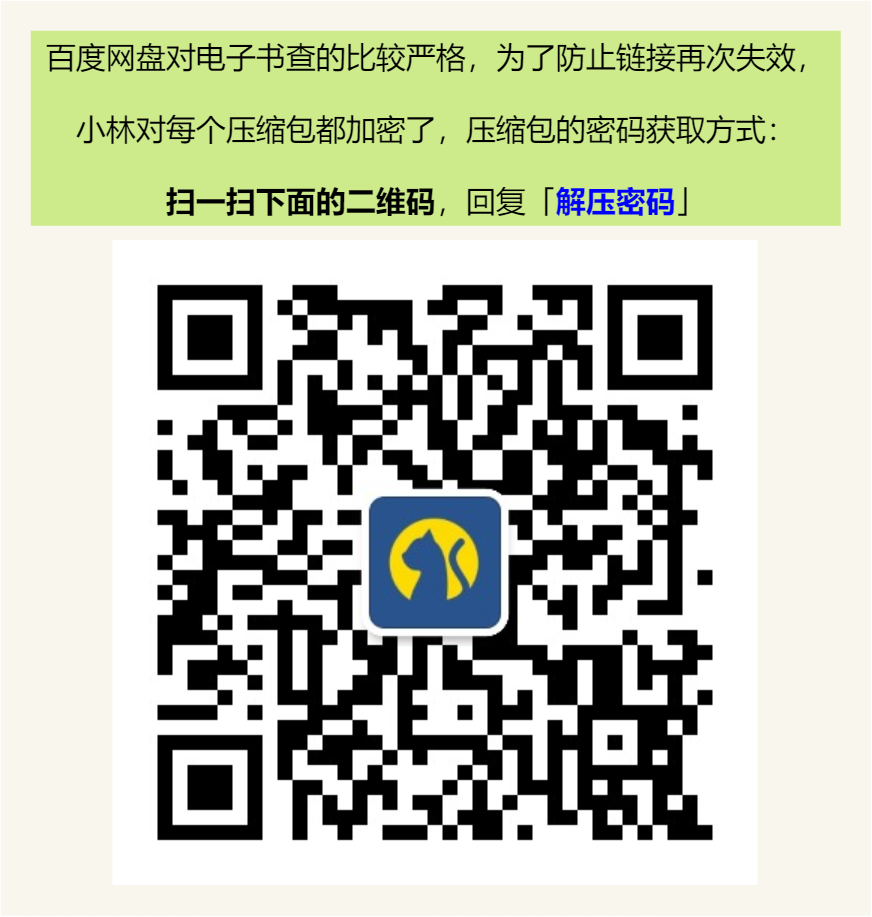 百度网盘对电子书查的比较严格，为了防止链接再次失效，
小林对每个压缩包都加密了，压缩包的密码获取方式：
扫一扫下面的二维码，回复「解压密码」